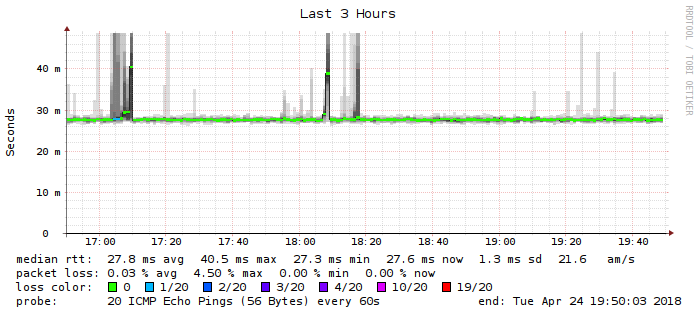 Last 3 Hours
RRDTOOL / TOBI OETIKER
Seconds
40 m
30 m
20 m
10 m
0
17:00 17:20 17:40 18:00 18:20 18:40 19:00 19:20 19:40
median rtt: 27.8 ms avg 40.5 ms max 27.3 ms min 27.6 ms now 1.3 ms sd 21.6 am/s
packet loss: 0.03 % avg 4.50 % max 0.00 % min 0.00 % now
loss color: 0 1/20 2/20 3/20 4/20 10/20 19/20
probe: 20 ICMP Echo Pings (56 Bytes) every 60s end: Tue Apr 24 19:50:03 2018